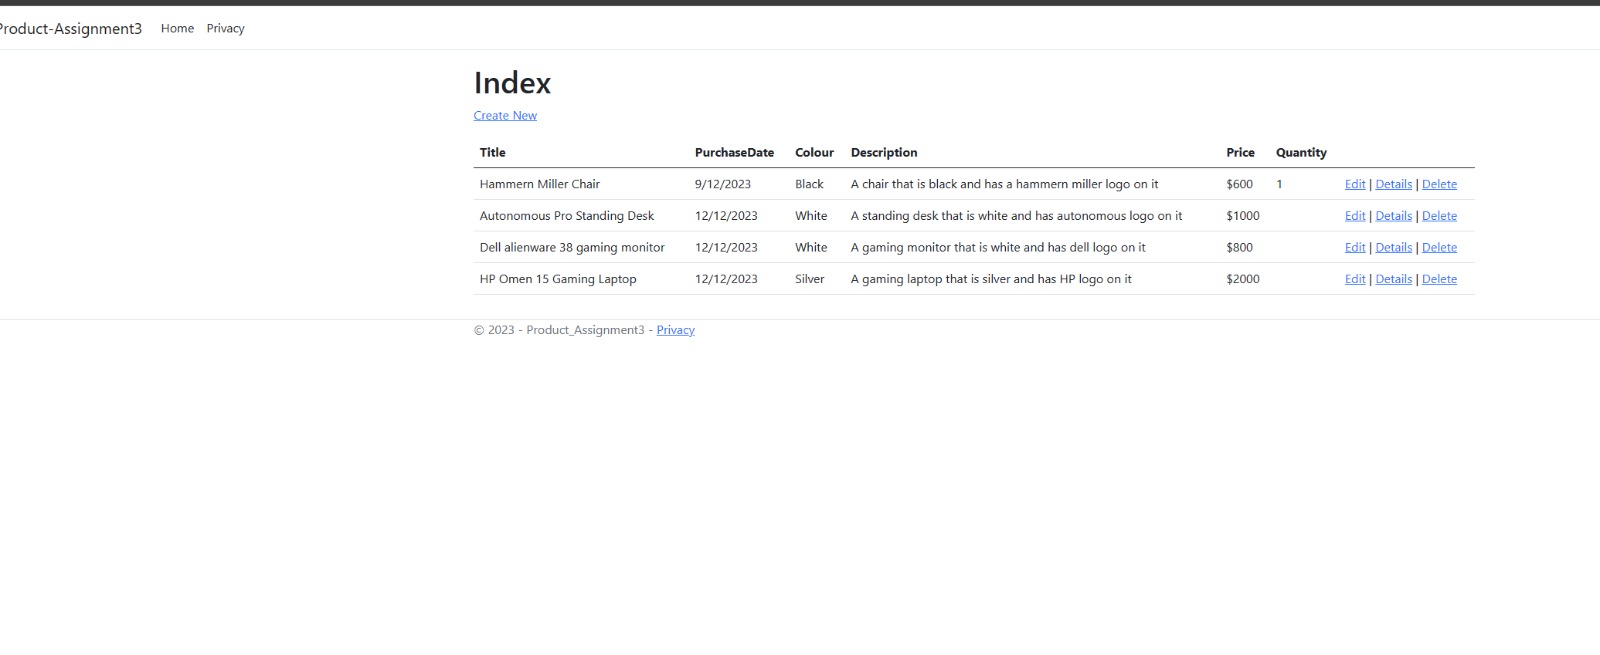 Product-Assignment3 Home Privacy
Index
Create New
Title PurchaseDate Colour Description Price Quantity
Hammern Miller Chair 9/12/2023 Black A chair that is black and has a hammern miller logo on it $600 1 Edit | Details | Delete
Autonomous Pro Standing Desk 12/12/2023 White A standing desk that is white and has autonomous logo on it $1000 Edit | Details | Delete
Dell alienware 38 gaming monitor 12/12/2023 White A gaming monitor that is white and has dell logo on it $800 Edit | Details | Delete
HP Omen 15 Gaming Laptop 12/12/2023 Silver A gaming laptop that is silver and has HP logo on it $2000 Edit | Details | Delete
© 2023 - Product_Assignment3 - Privacy